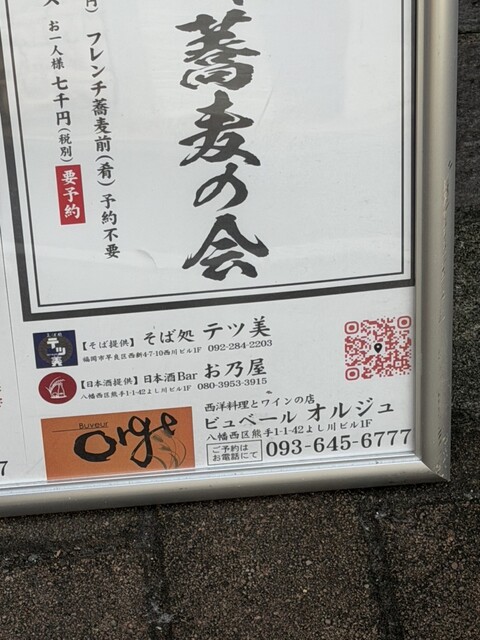 蕎麦の会
フレンチ蕎麦前(肴)予約不要
お一人様 七千円(税別)
要予約
テツ美
【そば提供】そば処 テツ美
福岡市早良区西新4-7-10西川ビル1F 092-284-2203
【日本酒提供】日本酒Bar お乃屋
八幡西区熊手1-1-42よし川ビル1F 080-3953-3915
Buveur
Orge
西洋料理とワインの店
ビュベール オルジュ
八幡西区熊手1-1-42よし川ビル1F
ご予約は
お電話にて
093-645-6777